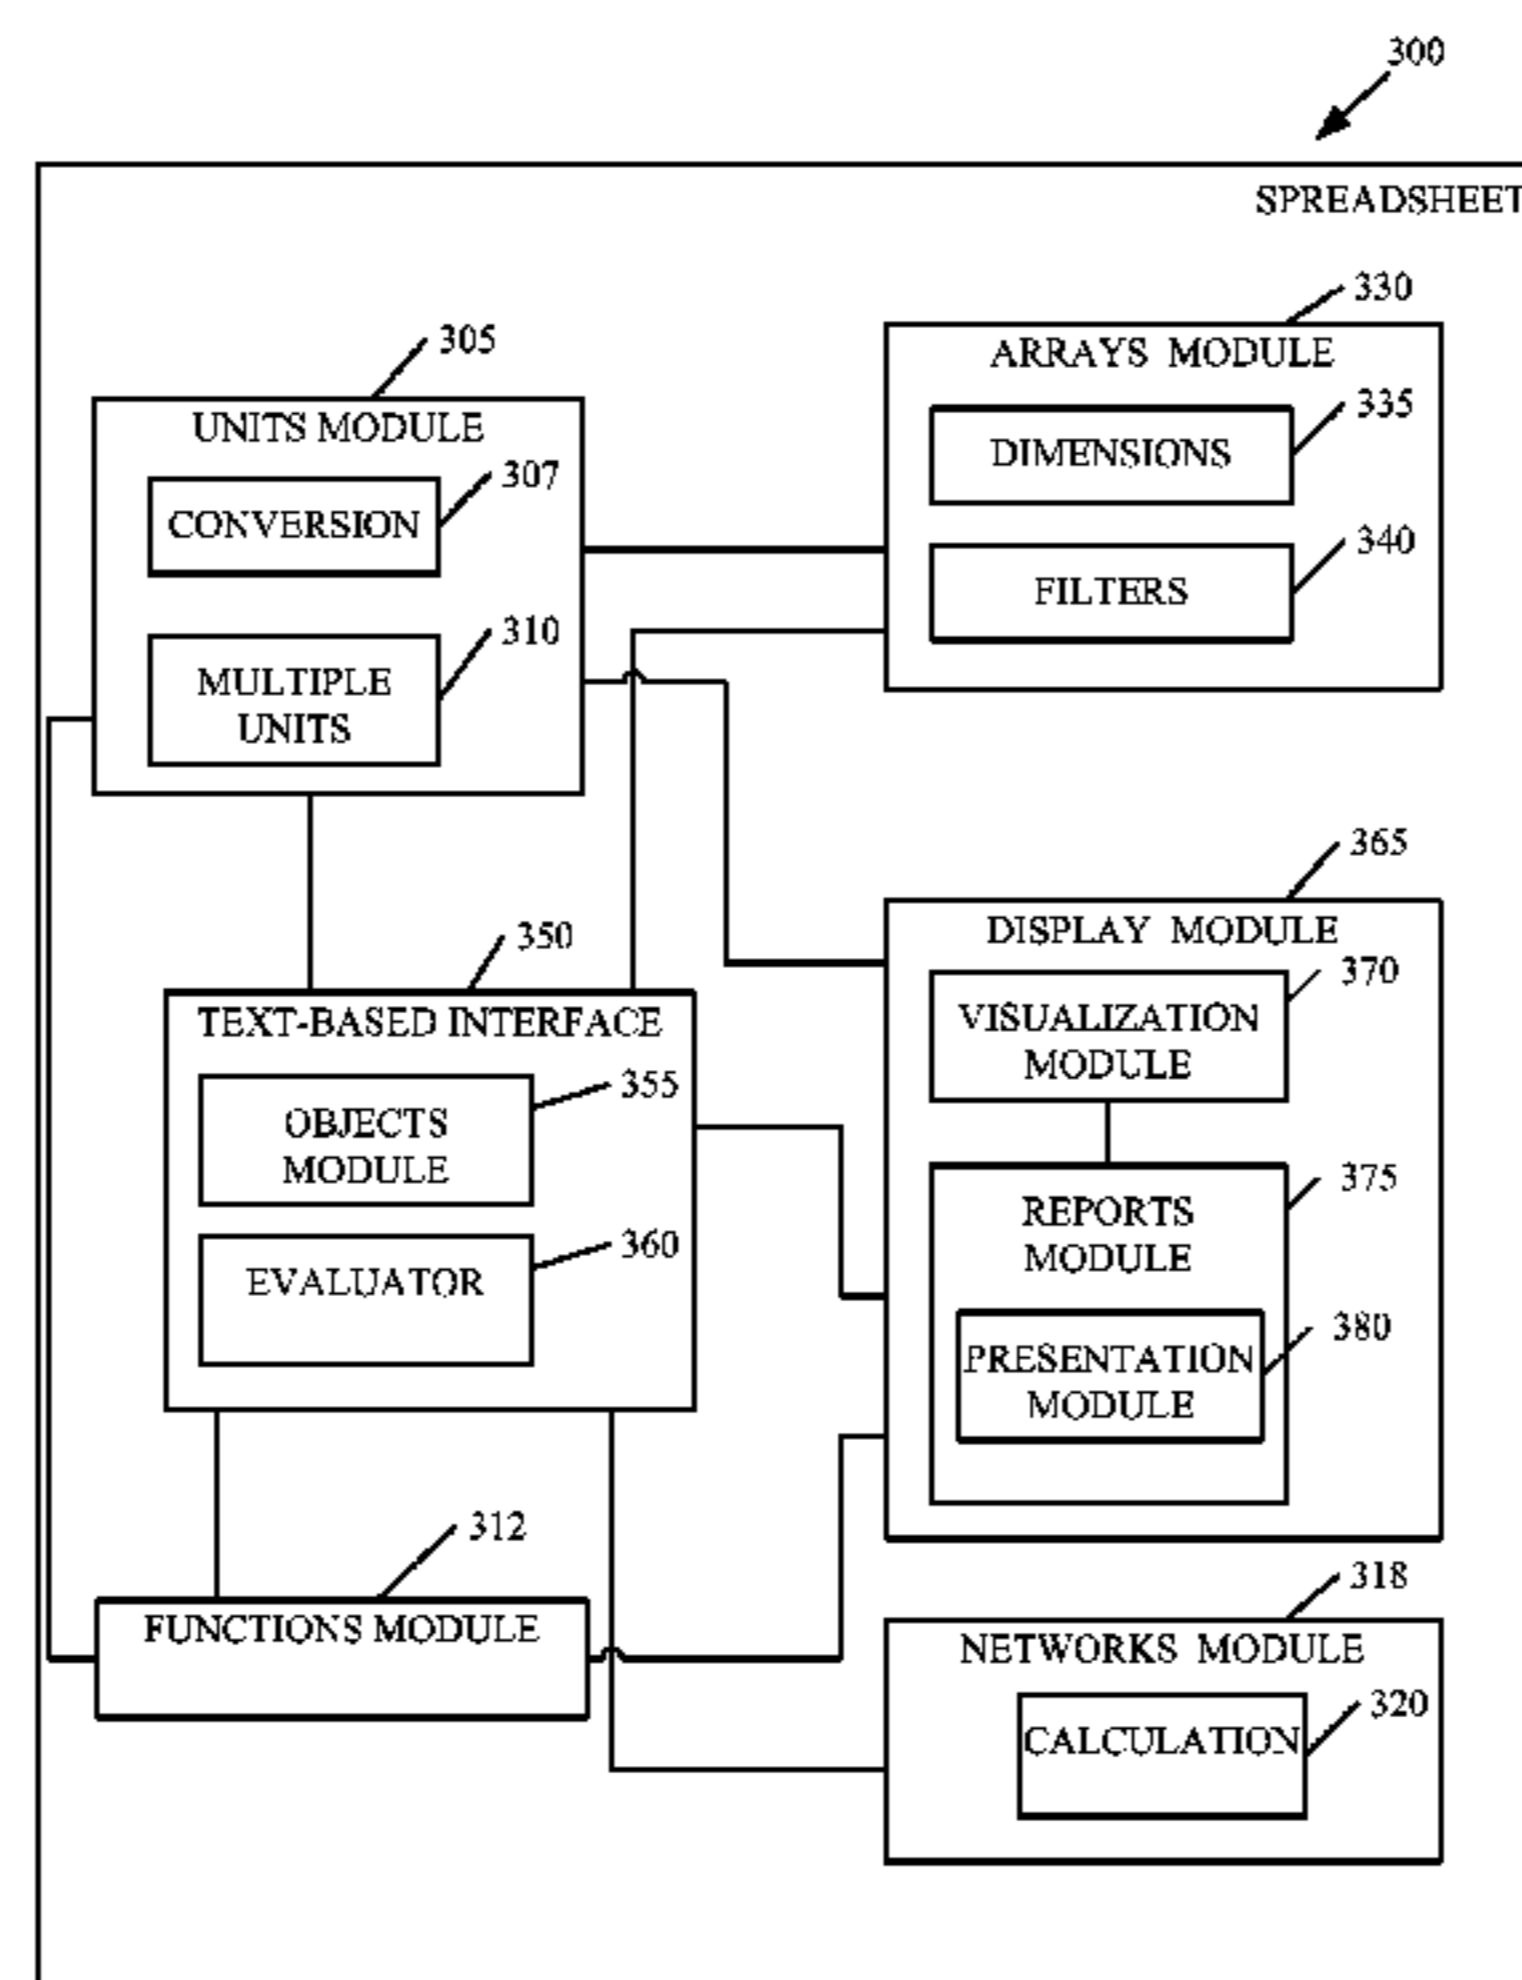 300
SPREADSHEET
330
ARRAYS MODULE
335
DIMENSIONS
340
FILTERS
305
UNITS MODULE
307
CONVERSION
310
MULTIPLE
UNITS
365
DISPLAY MODULE
370
VISUALIZATION
MODULE
375
REPORTS
MODULE
380
PRESENTATION
MODULE
350
TEXT-BASED INTERFACE
355
OBJECTS
MODULE
360
EVALUATOR
312
FUNCTIONS MODULE
318
NETWORKS MODULE
320
CALCULATION